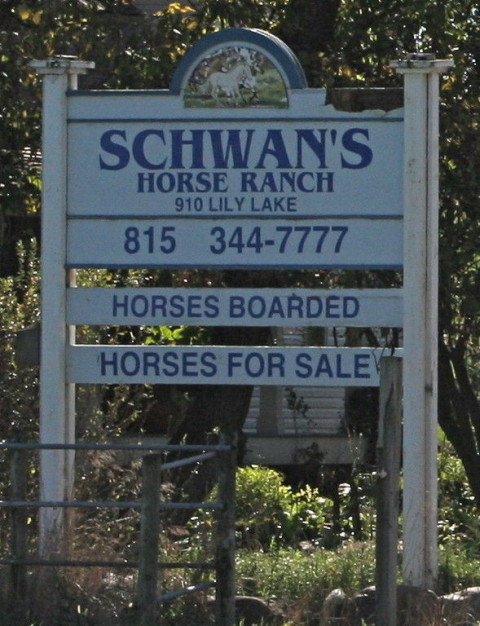 SCHWAN'S
HORSE RANCH
910 LILY LAKE
815 344-7777
HORSES BOARDED
HORSES FOR SALE